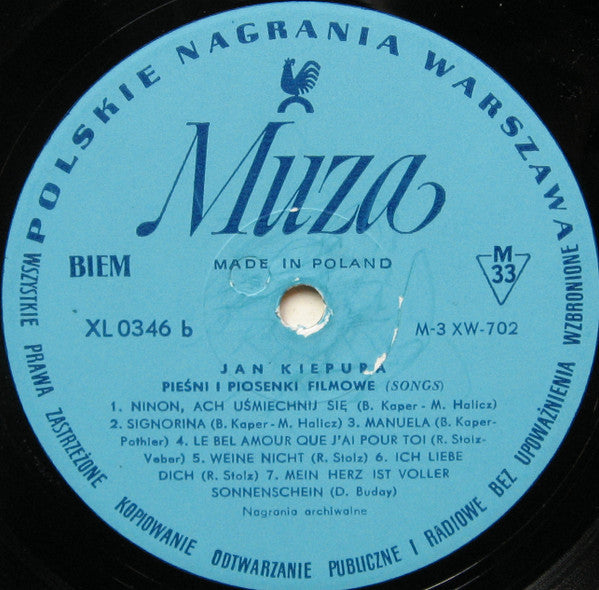 POLSKIE NAGRANIA WARSZAWA
Muza
BIEM
MADE IN POLAND
M
33
XL 0346 b
M-3 XW-702
JAN KIEPURA
PIEŚNI I PIOSENKI FILMOWE (SONGS)
1. NINON, ACH UŚMIECHNIJ SIĘ (B. Kaper - M. Halicz)
2. SIGNORINA (B. Kaper - M. Halicz) 3. MANUELA (B. Kaper-
Pathier) 4. LE BEL AMOUR QUE J'AI POUR TOI (R. Stolz-
Veber) 5. WEINE NICHT (R. Stolz) 6. ICH LIEBE
DICH (R. Stolz) 7. MEIN HERZ IST VOLLER
SONNENSCHEIN (D. Buday)
Nagrania archiwalne
WSZYSTKIE PRAWA ZASTRZEŻONE KOPIOWANIE ODTWARZANIE PUBLICZNE I RADIOWE BEZ UPOWAŻNIENIA WZBRONIONE